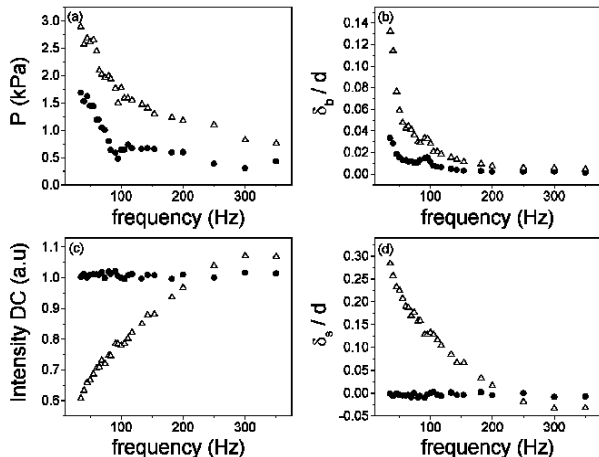 (a)
P (kPa)
3.0
2.5
2.0
1.5
1.0
0.5
0.0
100 200 300
frequency (Hz)
(b)
δb / d
0.14
0.12
0.10
0.08
0.06
0.04
0.02
0.00
100 200 300
frequency (Hz)
(c)
Intensity DC (a.u)
1.1
1.0
0.9
0.8
0.7
0.6
100 200 300
frequency (Hz)
(d)
δs / d
0.30
0.25
0.20
0.15
0.10
0.05
0.00
-0.05
100 200 300
frequency (Hz)